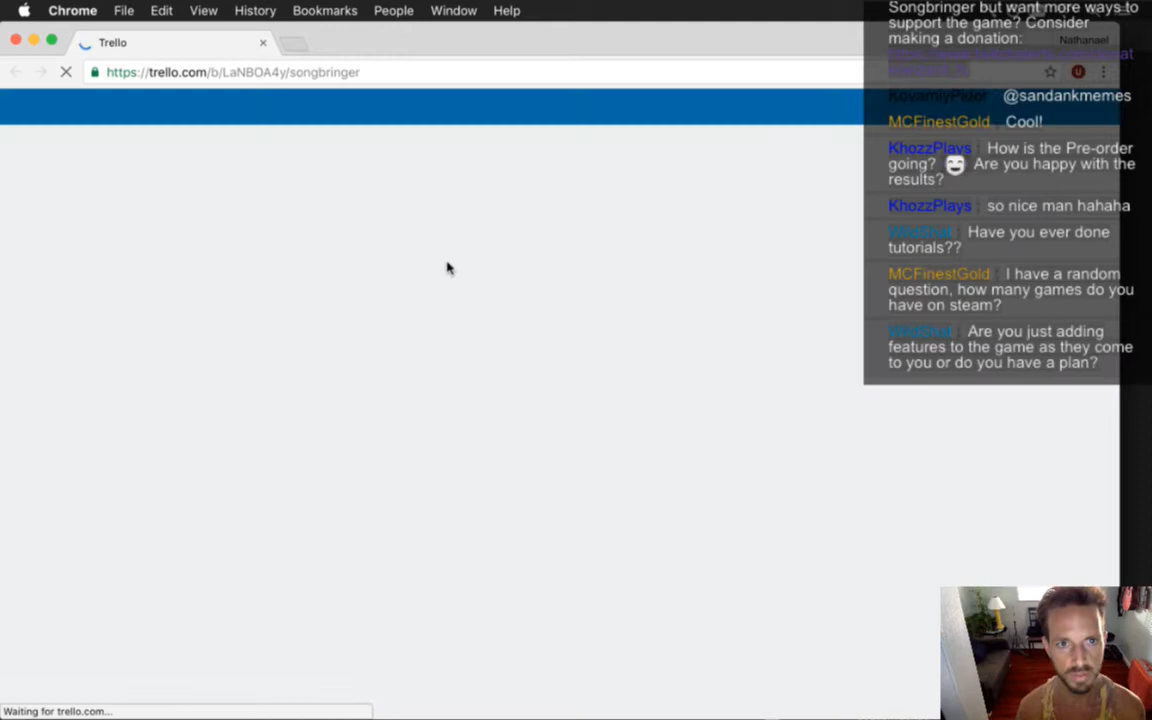 Chrome File Edit View History Bookmarks People Window Help
Songbringer but want more ways to
support the game? Consider
making a donation:
Trello
Nathanael
https://trello.com/b/LaNBOA4y/songbringer
KovamiyPidor @sandankmemes
MCFinestGold Cool!
KhozzPlays: How is the Pre-order
going? Are you happy with the
results?
KhozzPlays: so nice man hahaha
Have you ever done
tutorials??
MCFinestGold I have a random
question, how many games do you
have on steam?
Are you just adding
features to the game as they come
to you or do you have a plan?
Waiting for trello.com...